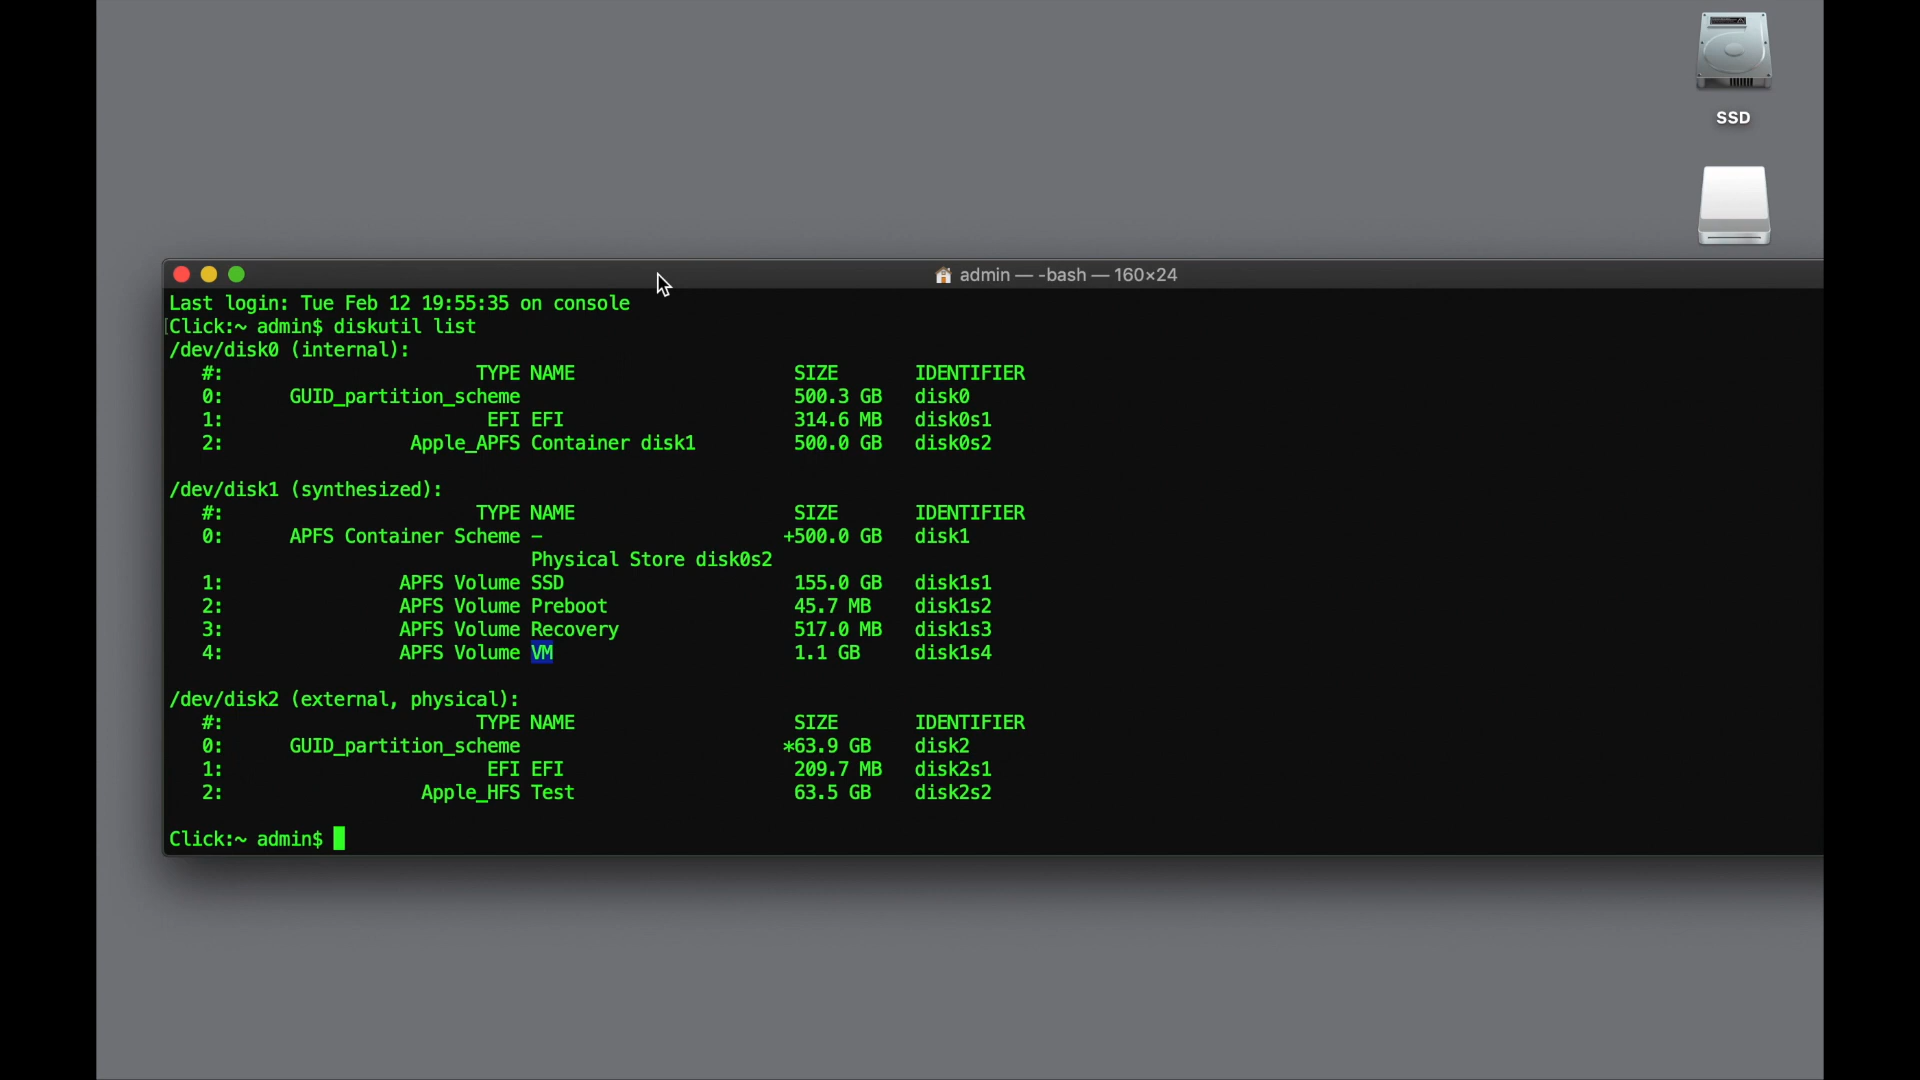 SSD
admin — -bash — 160×24
Last login: Tue Feb 12 19:55:35 on console
[Click:~ admin$ diskutil list
/dev/disk0 (internal):
   #:                       TYPE NAME                    SIZE       IDENTIFIER
   0:      GUID_partition_scheme                         500.3 GB   disk0
   1:                        EFI EFI                     314.6 MB   disk0s1
   2:                 Apple_APFS Container disk1         500.0 GB   disk0s2
/dev/disk1 (synthesized):
   #:                       TYPE NAME                    SIZE       IDENTIFIER
   0:      APFS Container Scheme -                      +500.0 GB   disk1
                                 Physical Store disk0s2
   1:                APFS Volume SSD                     155.0 GB   disk1s1
   2:                APFS Volume Preboot                 45.7 MB    disk1s2
   3:                APFS Volume Recovery                517.0 MB   disk1s3
   4:                APFS Volume VM                      1.1 GB     disk1s4
/dev/disk2 (external, physical):
   #:                       TYPE NAME                    SIZE       IDENTIFIER
   0:      GUID_partition_scheme                        *63.9 GB    disk2
   1:                        EFI EFI                     209.7 MB   disk2s1
   2:                  Apple_HFS Test                    63.5 GB    disk2s2
Click:~ admin$